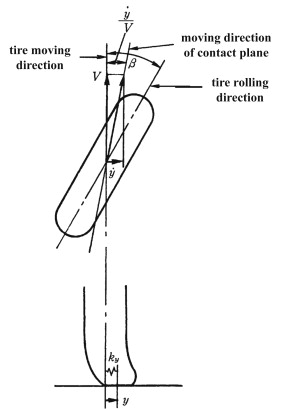 ẏ
V
tire moving
direction
moving direction
of contact plane
V
β
tire rolling
direction
ẏ
k_y
y